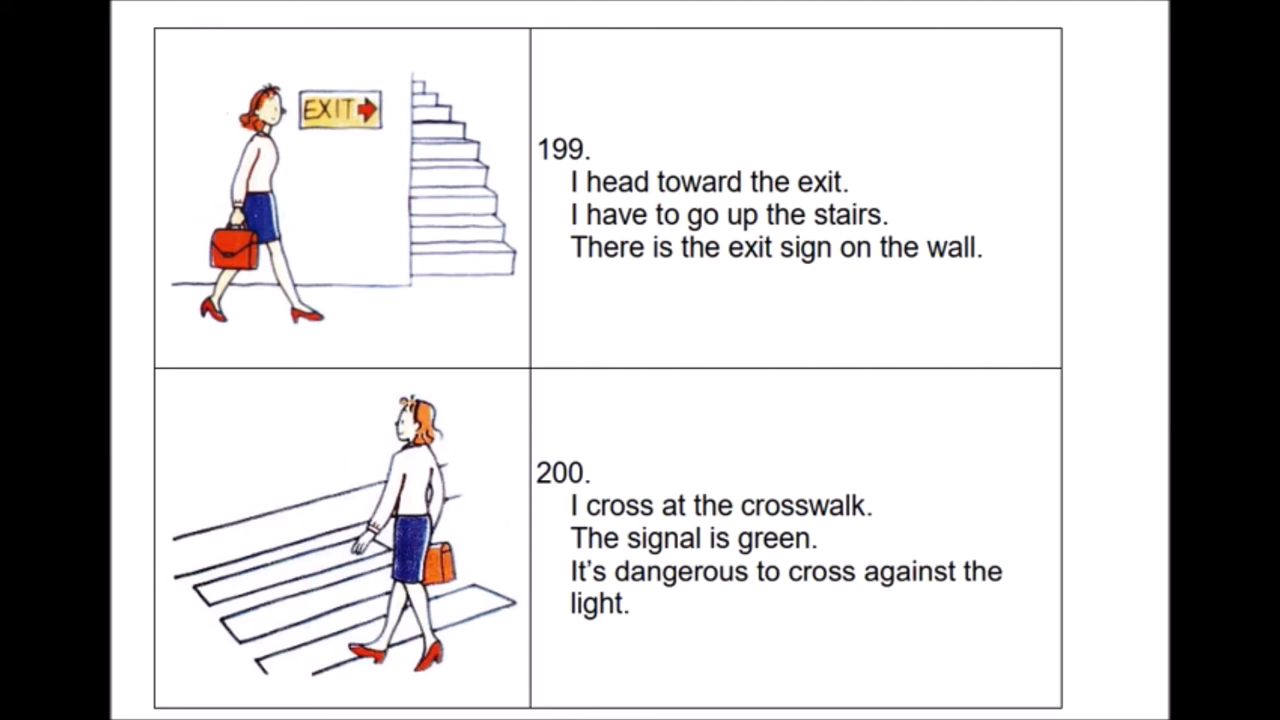 EXIT
199.
I head toward the exit.
I have to go up the stairs.
There is the exit sign on the wall.
200.
I cross at the crosswalk.
The signal is green.
It’s dangerous to cross against the
light.